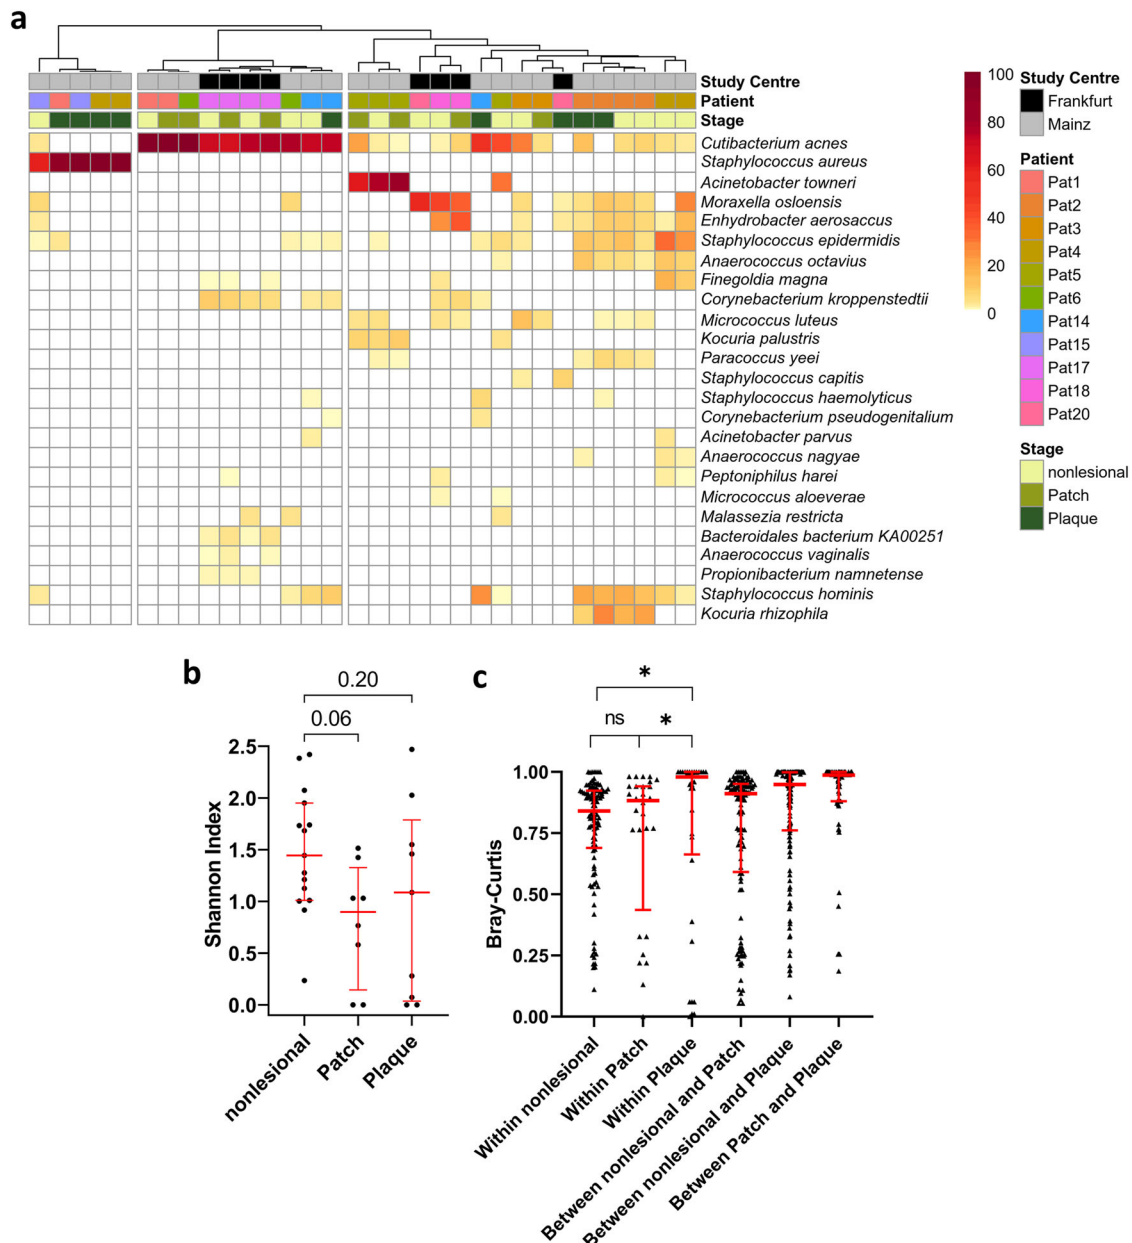 a
Study Centre
Patient
Stage
Cutibacterium acnes
Staphylococcus aureus
Acinetobacter towneri
Moraxella osloensis
Enhydrobacter aerosaccus
Staphylococcus epidermidis
Anaerococcus octavius
Finegoldia magna
Corynebacterium kroppenstedtii
Micrococcus luteus
Kocuria palustris
Paracoccus yeei
Staphylococcus capitis
Staphylococcus haemolyticus
Corynebacterium pseudogenitalium
Acinetobacter parvus
Anaerococcus nagyae
Peptoniphilus harei
Micrococcus aloeverae
Malassezia restricta
Bacteroidales bacterium KA00251
Anaerococcus vaginalis
Propionibacterium namnetense
Staphylococcus hominis
Kocuria rhizophila
100
80
60
40
20
0
Study Centre
Frankfurt
Mainz
Patient
Pat1
Pat2
Pat3
Pat4
Pat5
Pat6
Pat14
Pat15
Pat17
Pat18
Pat20
Stage
nonlesional
Patch
Plaque
b
0.20
0.06
Shannon Index
2.5
2.0
1.5
1.0
0.5
0.0
nonlesional
Patch
Plaque
c
*
ns
*
Bray-Curtis
1.00
0.75
0.50
0.25
0.00
Within nonlesional
Within Patch
Within Plaque
Between nonlesional and Patch
Between nonlesional and Plaque
Between Patch and Plaque